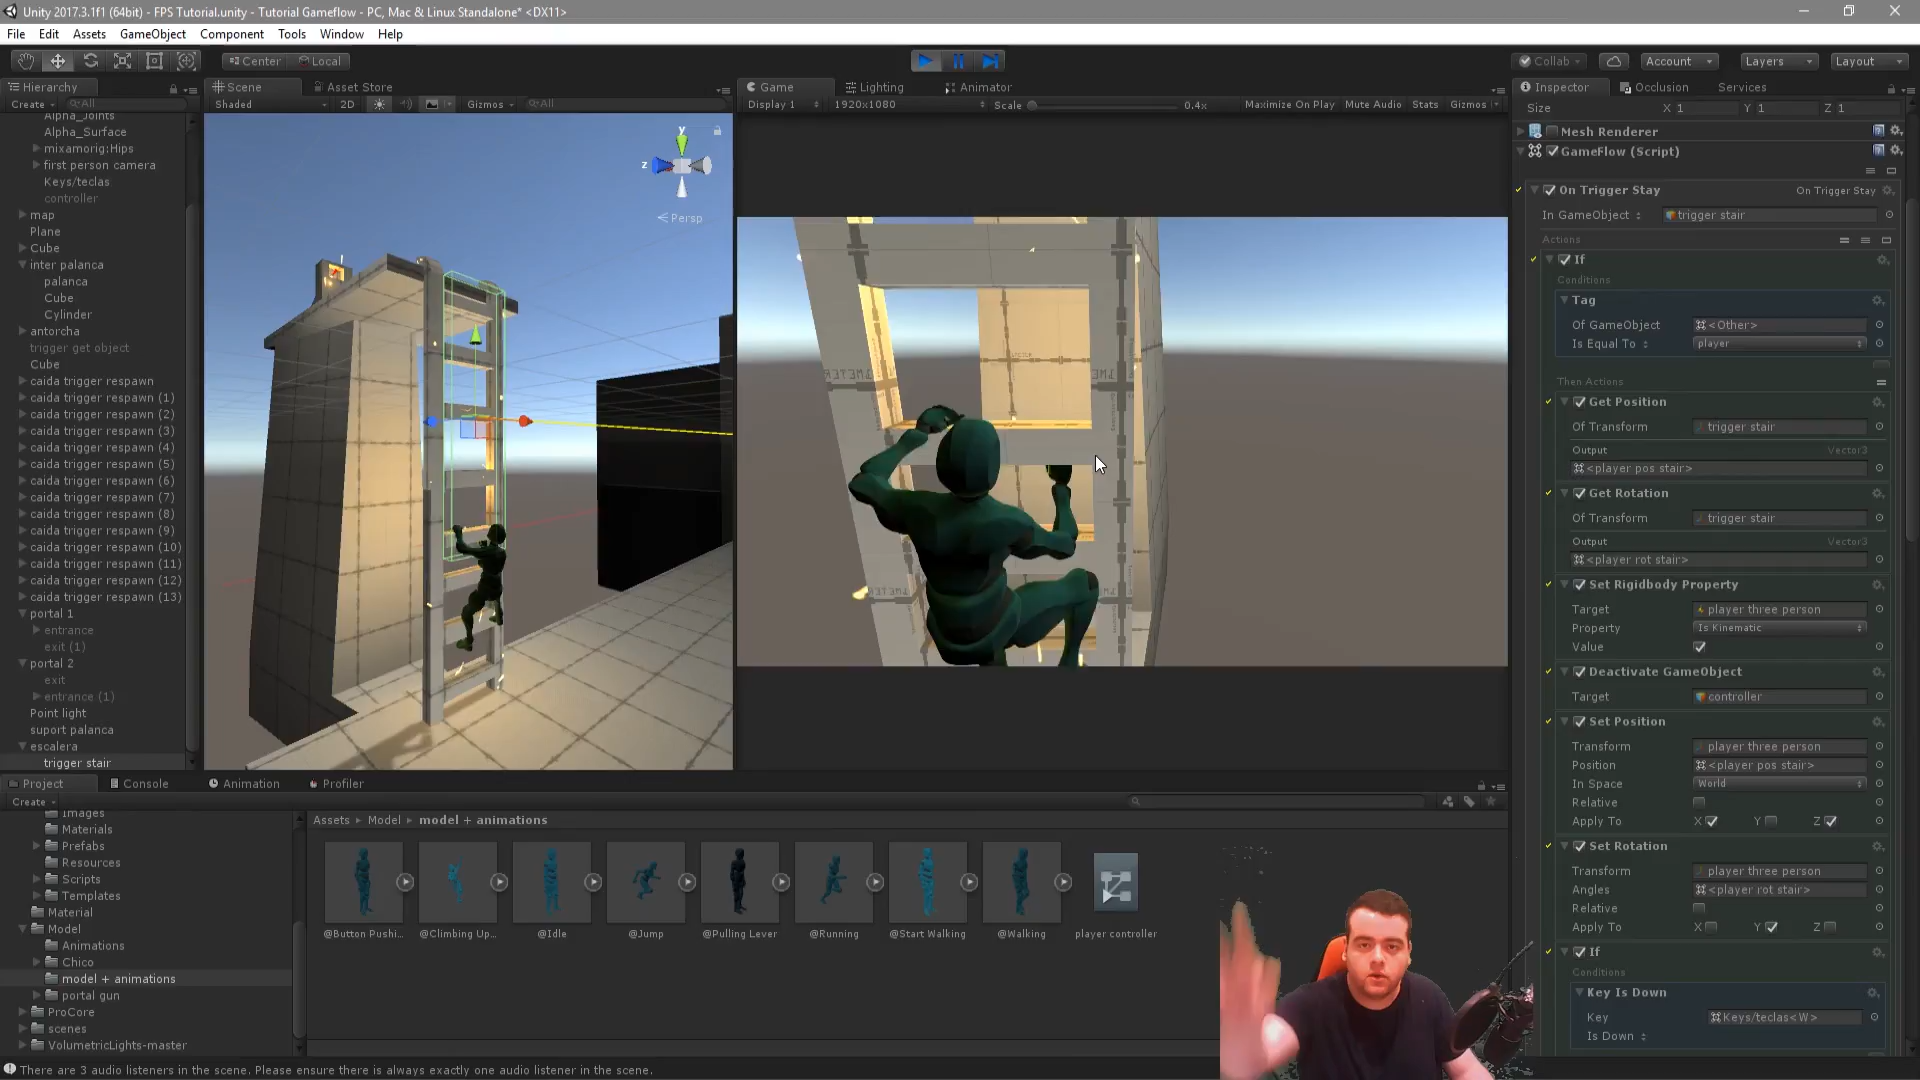 Unity 2017.3.1f1 (64bit) - FPS Tutorial.unity - Tutorial Gameflow - PC, Mac & Linux Standalone* <DX11>
File Edit Assets GameObject Component Tools Window Help
Center Local
Collab Account Layers Layout
Hierarchy
Create All
Alpha_Joints
Alpha_Surface
mixamorig:Hips
first person camera
Keys/teclas
controller
map
Plane
Cube
inter palanca
palanca
Cube
Cylinder
antorcha
trigger get object
Cube
caida trigger respawn
caida trigger respawn (1)
caida trigger respawn (2)
caida trigger respawn (3)
caida trigger respawn (4)
caida trigger respawn (5)
caida trigger respawn (6)
caida trigger respawn (7)
caida trigger respawn (8)
caida trigger respawn (9)
caida trigger respawn (10)
caida trigger respawn (11)
caida trigger respawn (12)
caida trigger respawn (13)
portal 1
entrance
exit (1)
portal 2
exit
entrance (1)
Point light
suport palanca
escalera
trigger stair
Scene Asset Store
Shaded 2D Gizmos All
y
z
Persp
Game Lighting Animator
Display 1 1920x1080 Scale 0.4x Maximize On Play Mute Audio Stats Gizmos
Inspector Occlusion Services
Size X 1 Y 1 Z 1
Mesh Renderer
GameFlow (Script)
On Trigger Stay On Trigger Stay
In GameObject trigger stair
Actions
If
Conditions
Tag
Of GameObject <Other>
Is Equal To player
Then Actions
Get Position
Of Transform trigger stair
Output Vector3
<player pos stair>
Get Rotation
Of Transform trigger stair
Output Vector3
<player rot stair>
Set Rigidbody Property
Target player three person
Property Is Kinematic
Value
Deactivate GameObject
Target controller
Set Position
Transform player three person
Position <player pos stair>
In Space World
Relative
Apply To X Y Z
Set Rotation
Transform player three person
Angles <player rot stair>
Relative
Apply To X Y Z
If
Conditions
Key Is Down
Key Keys/teclas<W>
Is Down
Project Console Animation Profiler
Create
Images
Materials
Prefabs
Resources
Scripts
Templates
Material
Model
Animations
Chico
model + animations
portal gun
ProCore
scenes
VolumetricLights-master
Assets Model model + animations
@Button Pushi... @Climbing Up... @Idle @Jump @Pulling Lever @Running @Start Walking @Walking player controller
There are 3 audio listeners in the scene. Please ensure there is always exactly one audio listener in the scene.